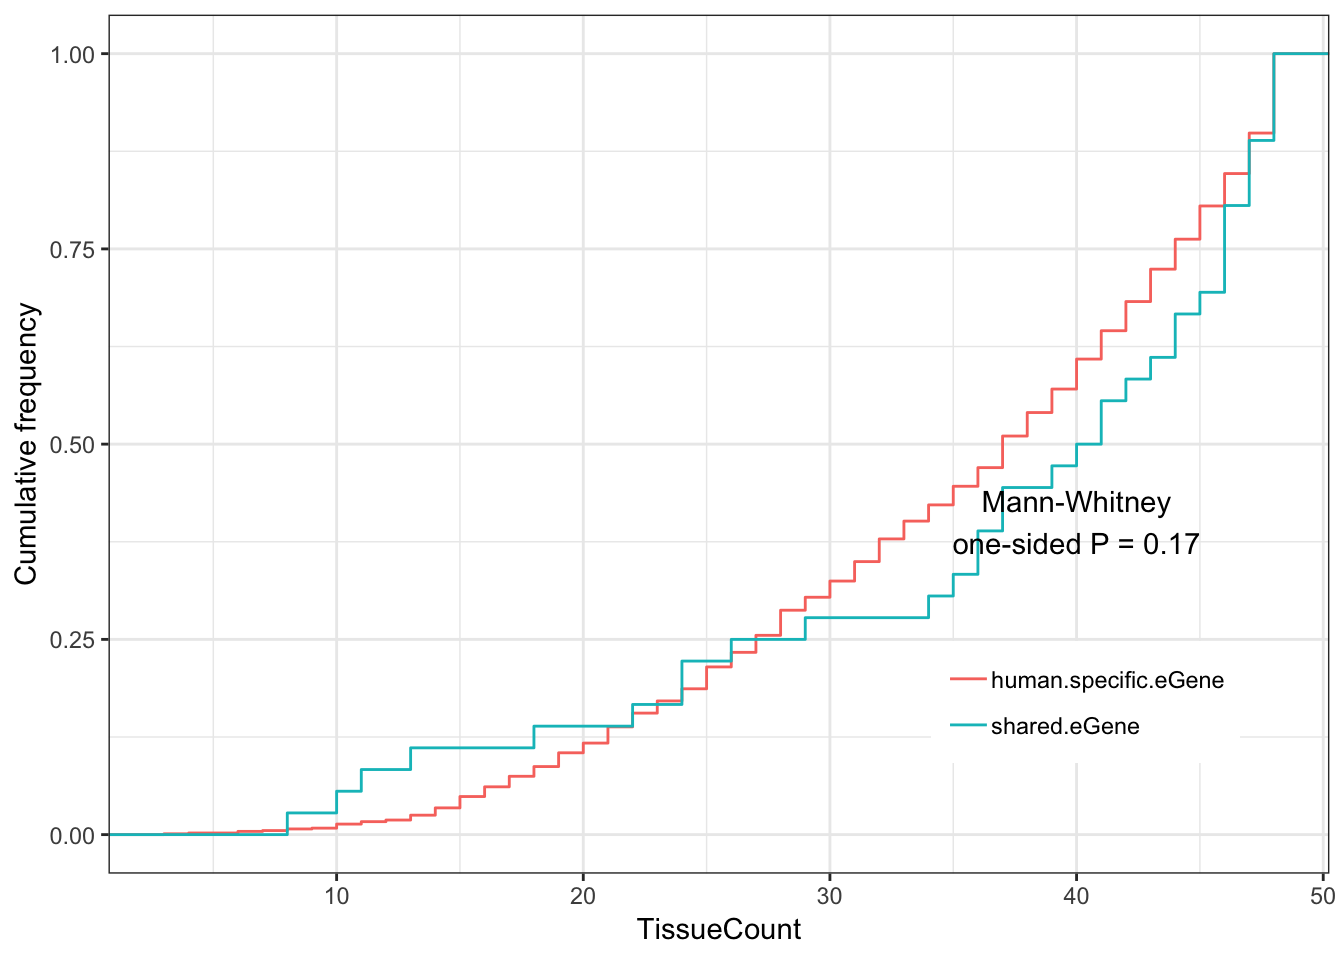 1.00
0.75
0.50
0.25
0.00
Cumulative frequency
Mann-Whitney
one-sided P = 0.17
human.specific.eGene
shared.eGene
10
20
30
40
50
TissueCount